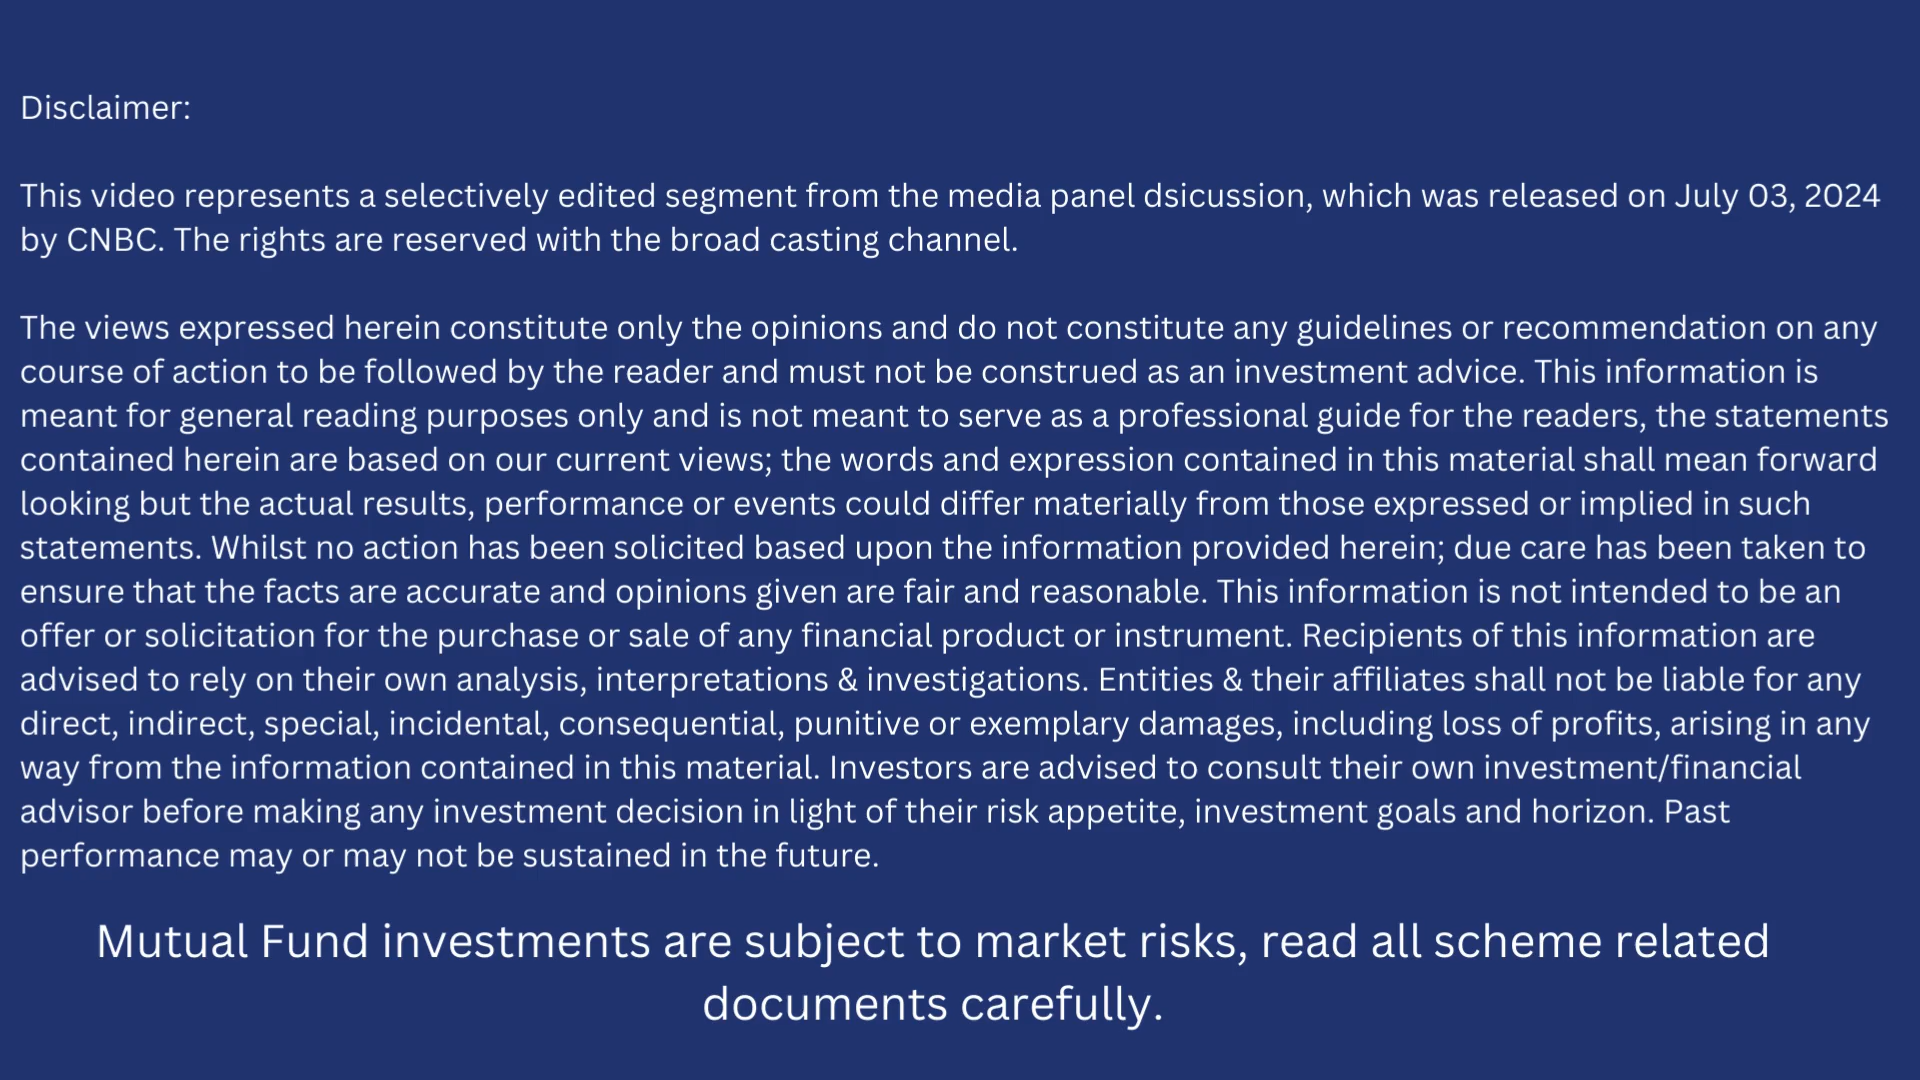 Disclaimer:
This video represents a selectively edited segment from the media panel dsicussion, which was released on July 03, 2024
by CNBC. The rights are reserved with the broad casting channel.
The views expressed herein constitute only the opinions and do not constitute any guidelines or recommendation on any
course of action to be followed by the reader and must not be construed as an investment advice. This information is
meant for general reading purposes only and is not meant to serve as a professional guide for the readers, the statements
contained herein are based on our current views; the words and expression contained in this material shall mean forward
looking but the actual results, performance or events could differ materially from those expressed or implied in such
statements. Whilst no action has been solicited based upon the information provided herein; due care has been taken to
ensure that the facts are accurate and opinions given are fair and reasonable. This information is not intended to be an
offer or solicitation for the purchase or sale of any financial product or instrument. Recipients of this information are
advised to rely on their own analysis, interpretations & investigations. Entities & their affiliates shall not be liable for any
direct, indirect, special, incidental, consequential, punitive or exemplary damages, including loss of profits, arising in any
way from the information contained in this material. Investors are advised to consult their own investment/financial
advisor before making any investment decision in light of their risk appetite, investment goals and horizon. Past
performance may or may not be sustained in the future.
Mutual Fund investments are subject to market risks, read all scheme related
documents carefully.